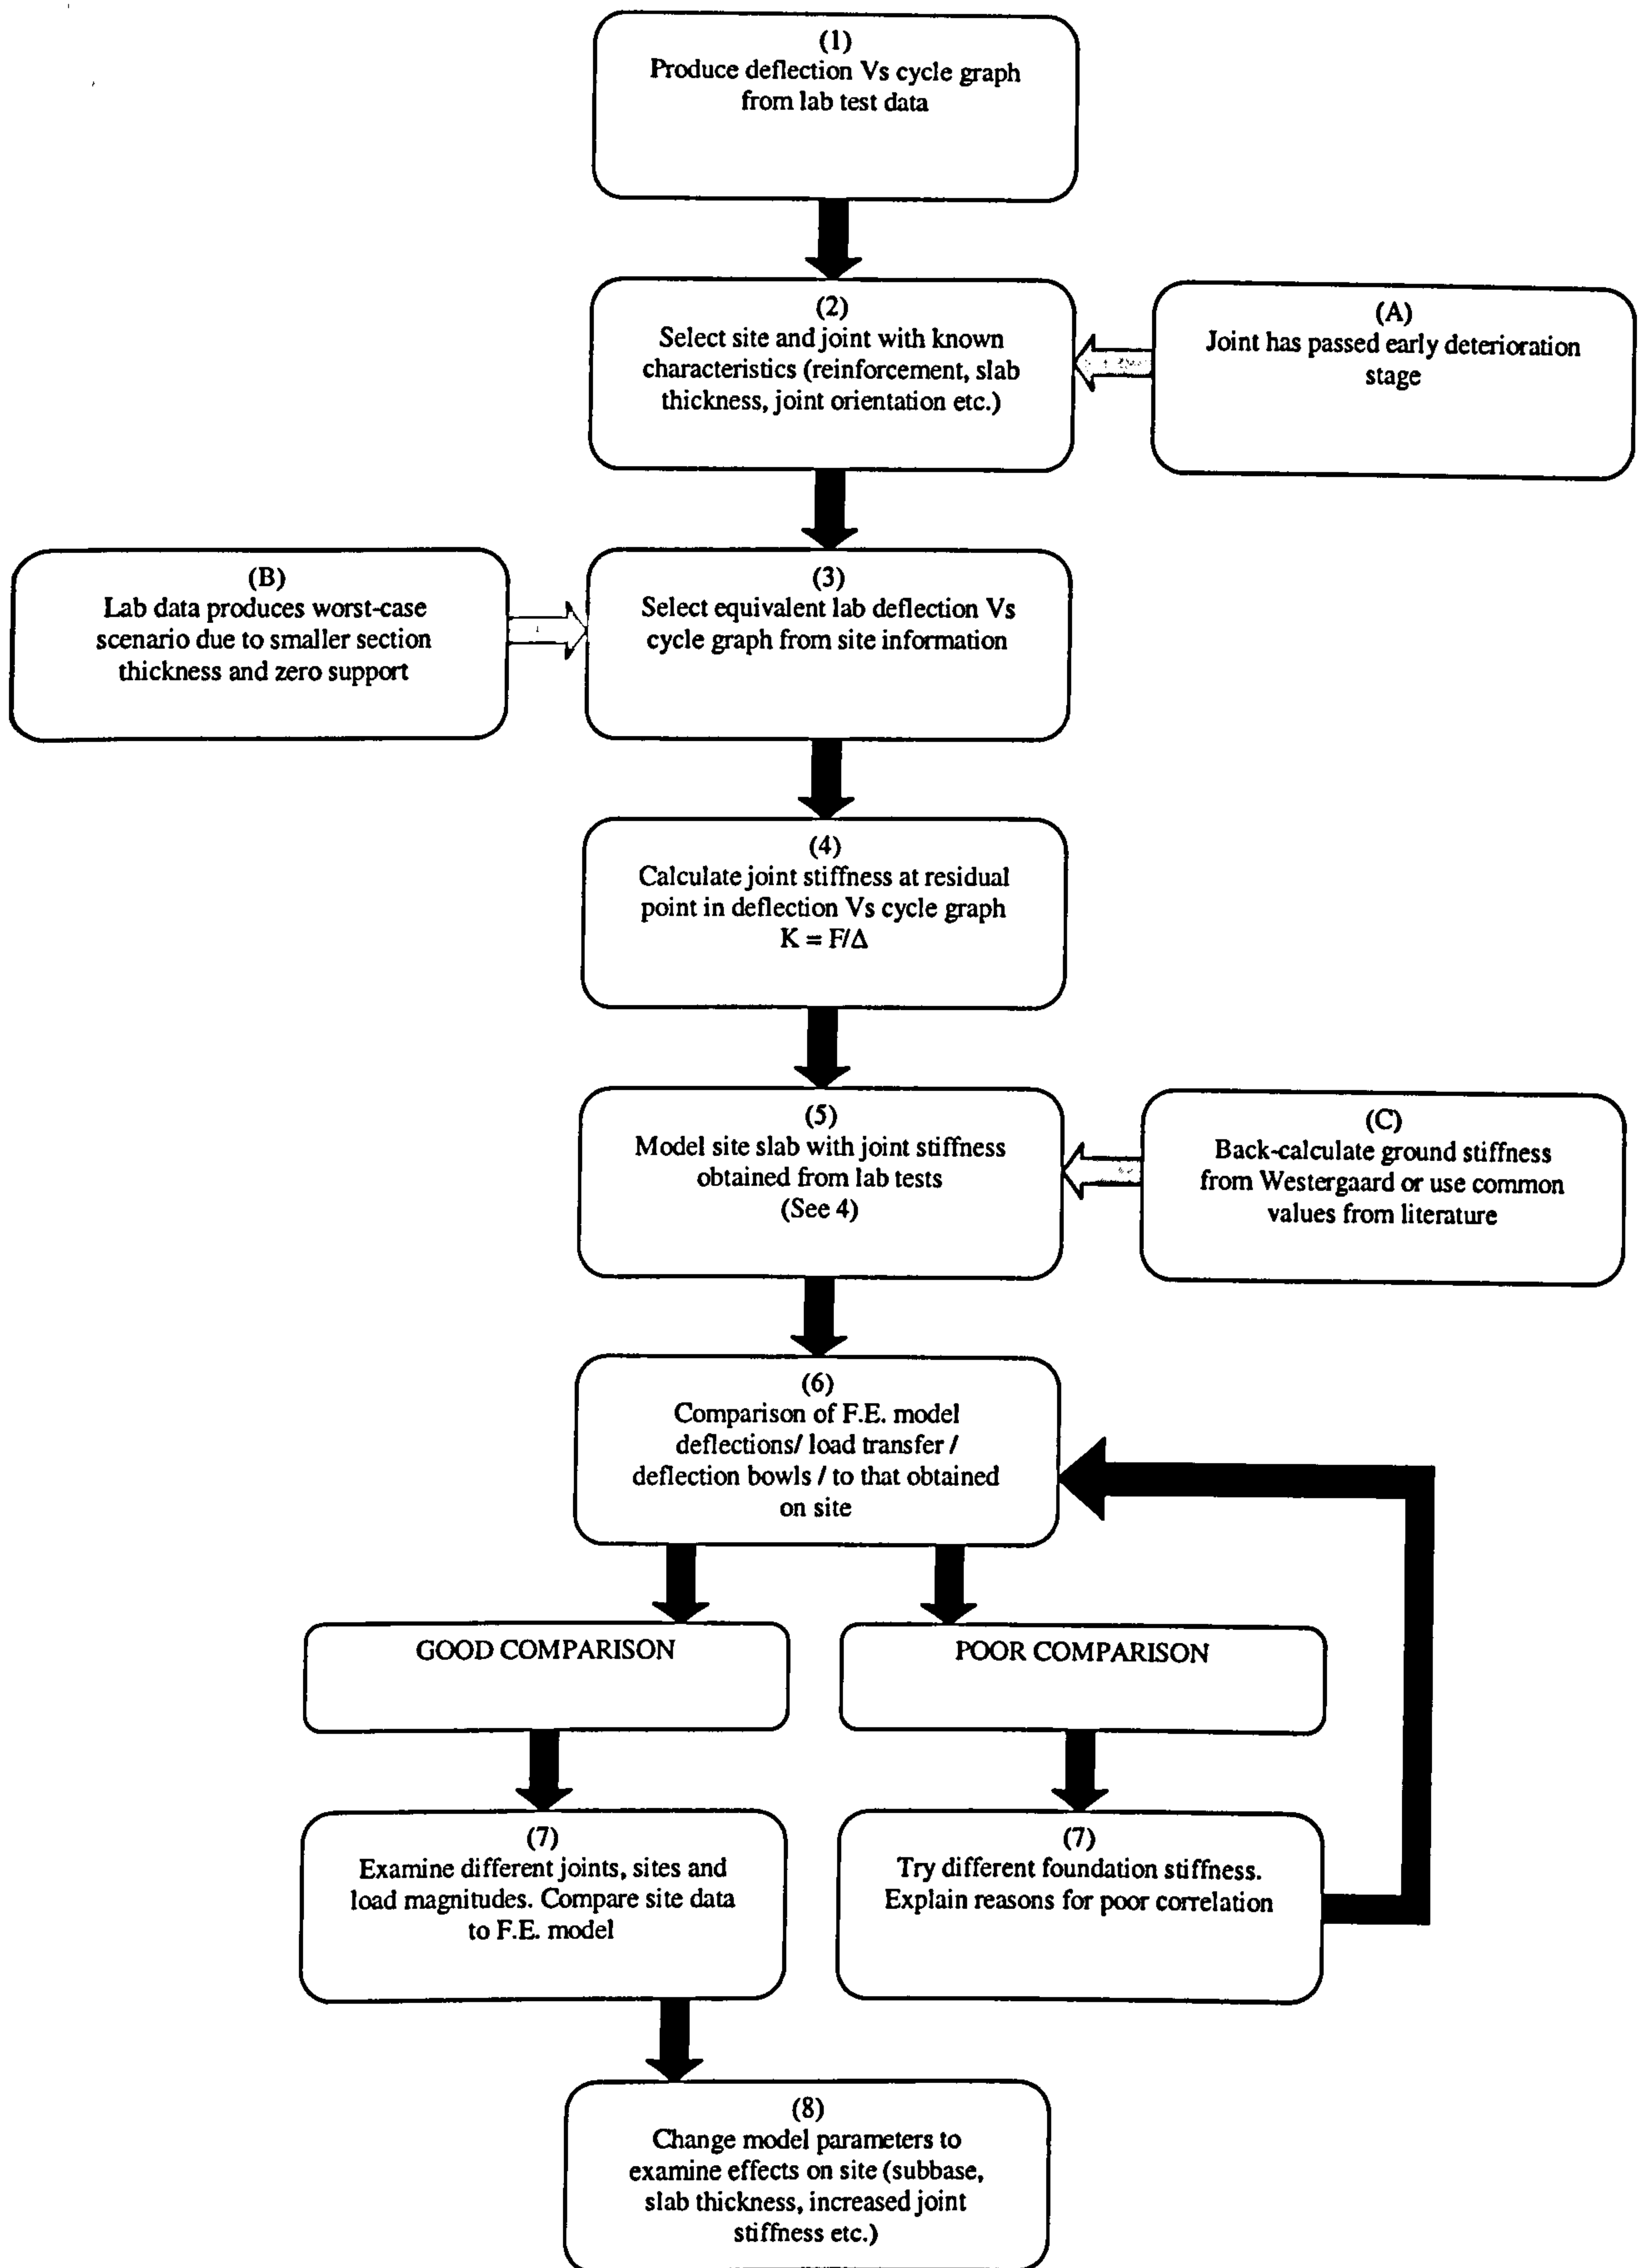 (1)
Produce deflection Vs cycle graph
from lab test data
(2)
Select site and joint with known
characteristics (reinforcement, slab
thickness, joint orientation etc.)
(A)
Joint has passed early deterioration
stage
(B)
Lab data produces worst-case
scenario due to smaller section
thickness and zero support
(3)
Select equivalent lab deflection Vs
cycle graph from site information
(4)
Calculate joint stiffness at residual
point in deflection Vs cycle graph
K = F/Δ
(5)
Model site slab with joint stiffness
obtained from lab tests
(See 4)
(C)
Back-calculate ground stiffness
from Westergaard or use common
values from literature
(6)
Comparison of F.E. model
deflections/ load transfer /
deflection bowls / to that obtained
on site
GOOD COMPARISON
POOR COMPARISON
(7)
Examine different joints, sites and
load magnitudes. Compare site data
to F.E. model
(7)
Try different foundation stiffness.
Explain reasons for poor correlation
(8)
Change model parameters to
examine effects on site (subbase,
slab thickness, increased joint
stiffness etc.)